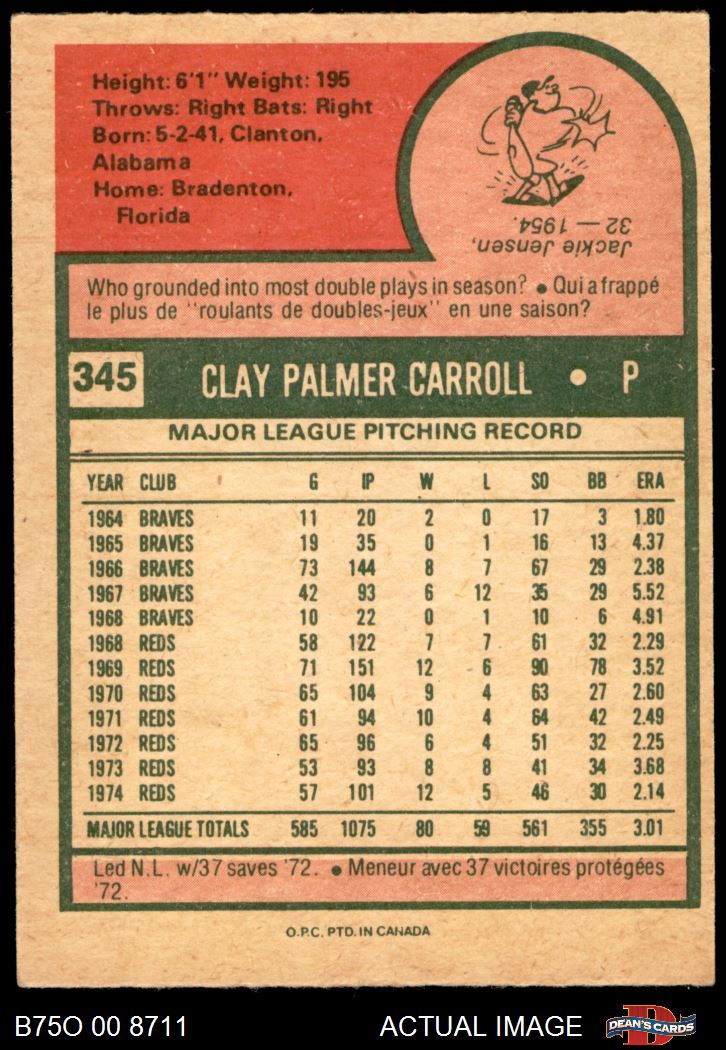 Height: 6'1" Weight: 195
Throws: Right Bats: Right
Born: 5-2-41, Clanton,
Alabama
Home: Bradenton,
Florida
Jackie Jensen,
32 — 1954.
Who grounded into most double plays in season? ● Qui a frappé
le plus de "roulants de doubles-jeux" en une saison?
345 CLAY PALMER CARROLL ● P
MAJOR LEAGUE PITCHING RECORD
YEAR CLUB G IP W L SO BB ERA
1964 BRAVES 11 20 2 0 17 3 1.80
1965 BRAVES 19 35 0 1 16 13 4.37
1966 BRAVES 73 144 8 7 67 29 2.38
1967 BRAVES 42 93 6 12 35 29 5.52
1968 BRAVES 10 22 0 1 10 6 4.91
1968 REDS 58 122 7 7 61 32 2.29
1969 REDS 71 151 12 6 90 78 3.52
1970 REDS 65 104 9 4 63 27 2.60
1971 REDS 61 94 10 4 64 42 2.49
1972 REDS 65 96 6 4 51 32 2.25
1973 REDS 53 93 8 8 41 34 3.68
1974 REDS 57 101 12 5 46 30 2.14
MAJOR LEAGUE TOTALS 585 1075 80 59 561 355 3.01
Led N.L. w/37 saves '72. ● Meneur avec 37 victoires protégées
'72.
O.P.C. PTD. IN CANADA
B75O 00 8711 ACTUAL IMAGE D DEAN'S CARDS